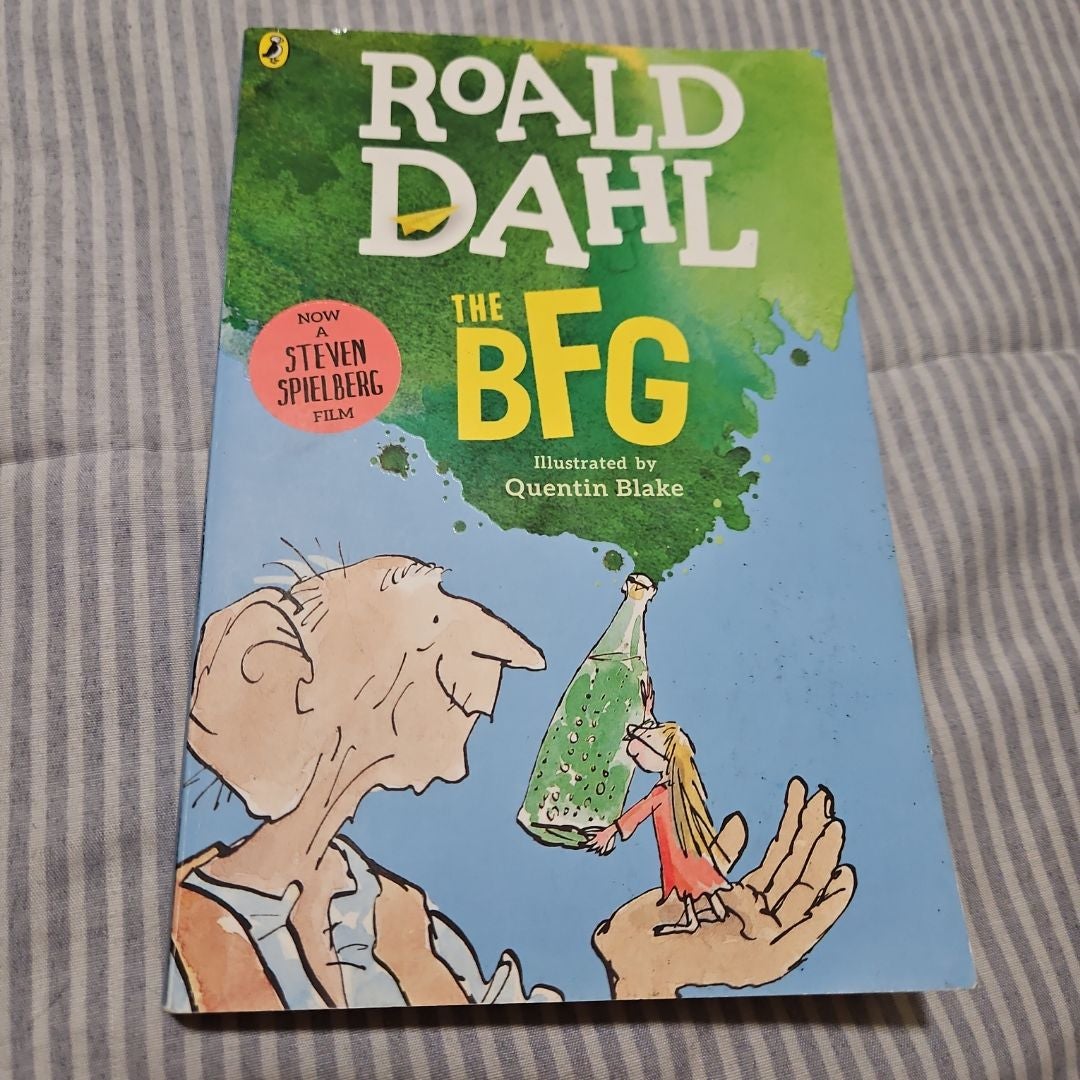 ROALD
DAHL
THE
BFG
NOW
A
STEVEN
SPIELBERG
FILM
Illustrated by
Quentin Blake